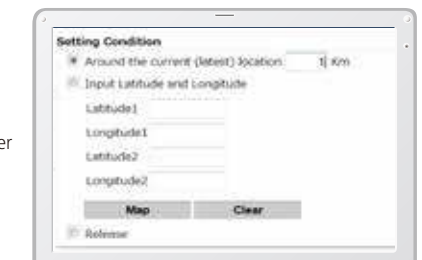 Setting Condition
Around the current (latest) location 1 Km
Input Latitude and Longitude
Latitude1
er
Longitude1
Latitude2
Longitude2
Map Clear
Release